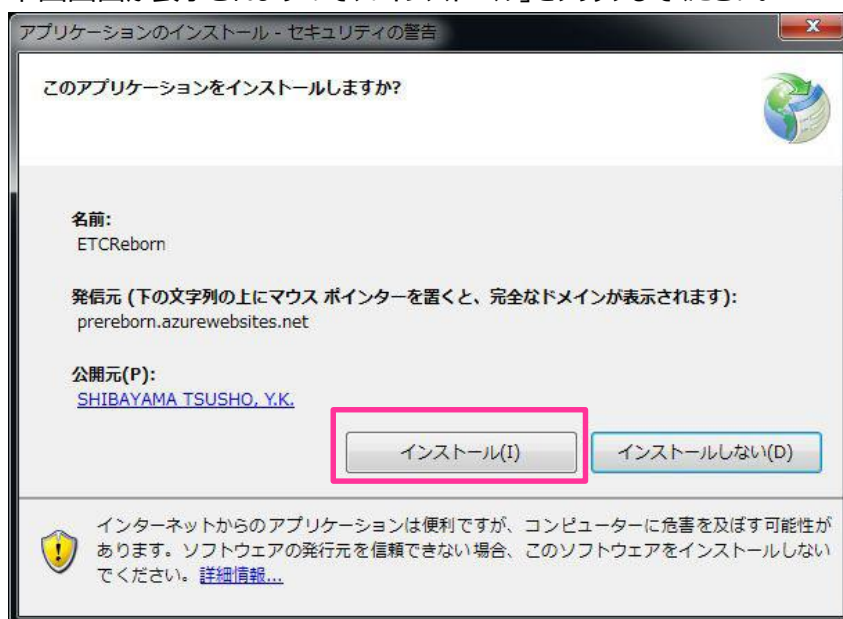 アプリケーションのインストール - セキュリティの警告
このアプリケーションをインストールしますか?
名前:
ETCReborn
発信元 (下の文字列の上にマウス ポインターを置くと、完全なドメインが表示されます):
prereborn.azurewebsites.net
公開元(P):
SHIBAYAMA TSUSHO, Y.K.
インストール(I) インストールしない(D)
インターネットからのアプリケーションは便利ですが、コンピューターに危害を及ぼす可能性が
あります。ソフトウェアの発行元を信頼できない場合、このソフトウェアをインストールしない
でください。詳細情報...